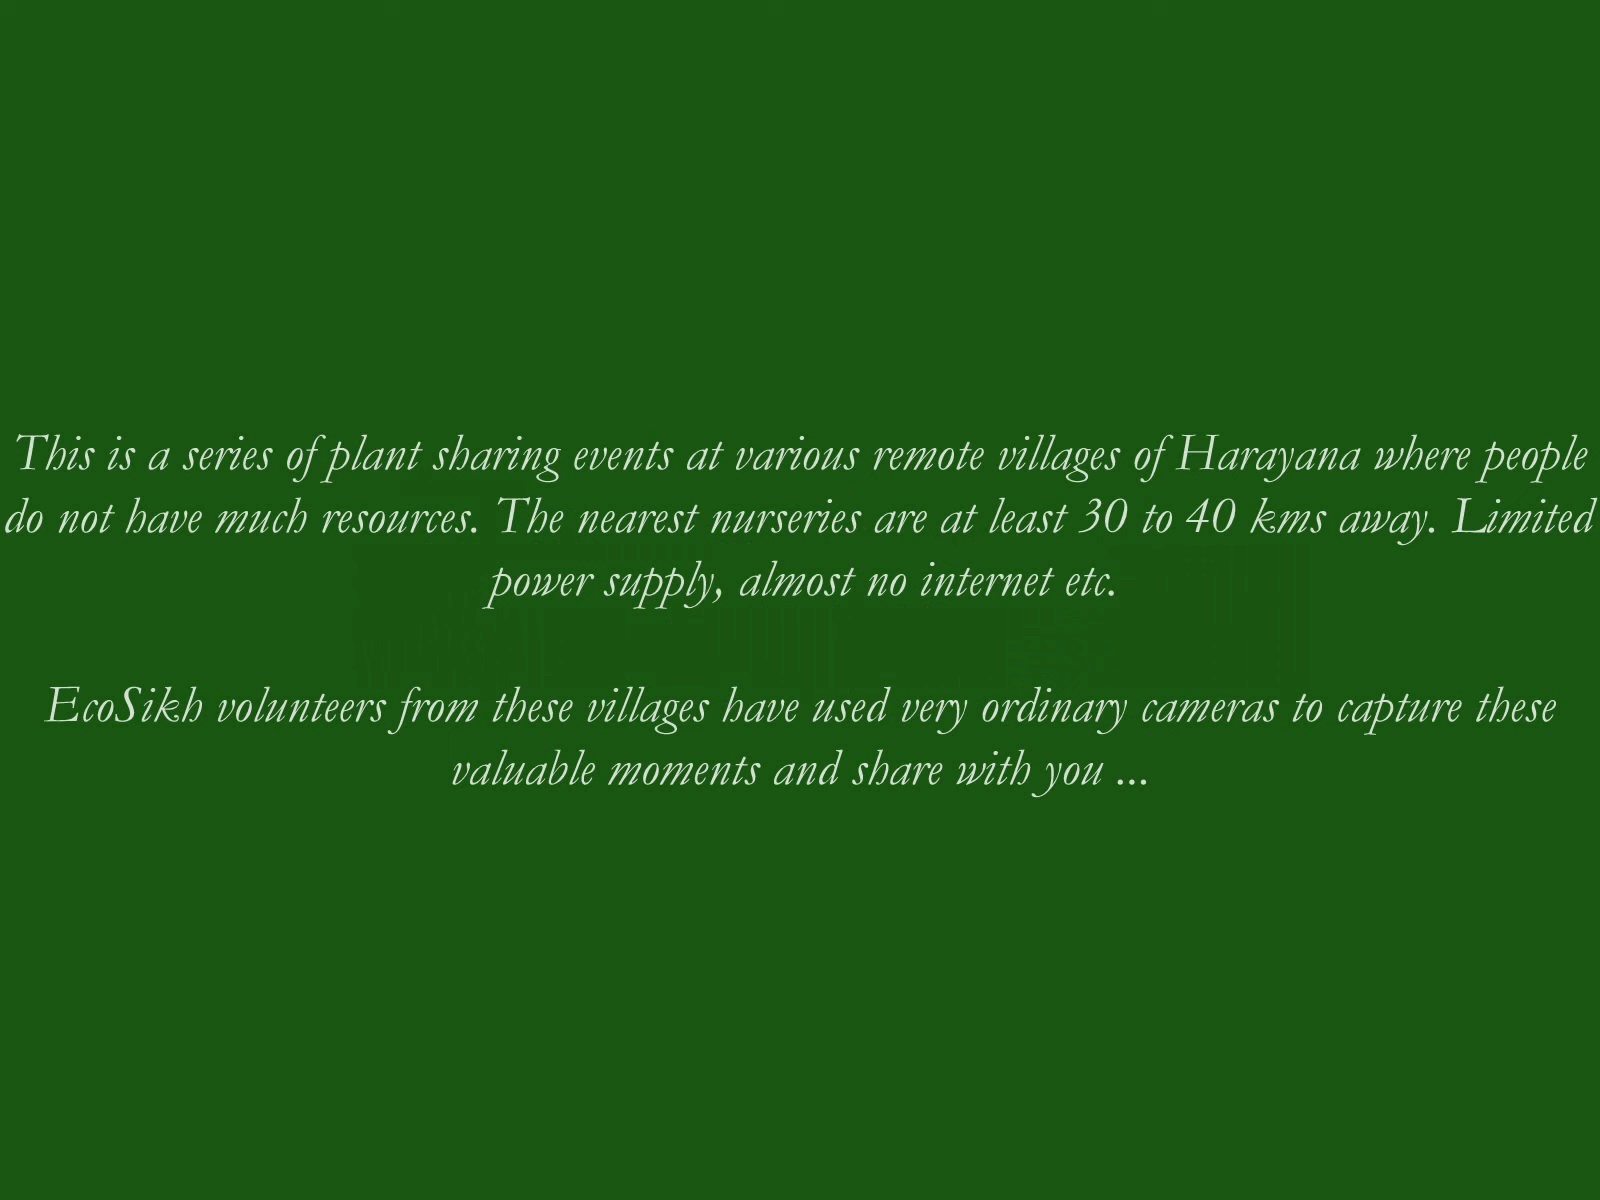 This is a series of plant sharing events at various remote villages of Harayana where people
do not have much resources. The nearest nurseries are at least 30 to 40 kms away. Limited
power supply, almost no internet etc.
EcoSikh volunteers from these villages have used very ordinary cameras to capture these
valuable moments and share with you ...